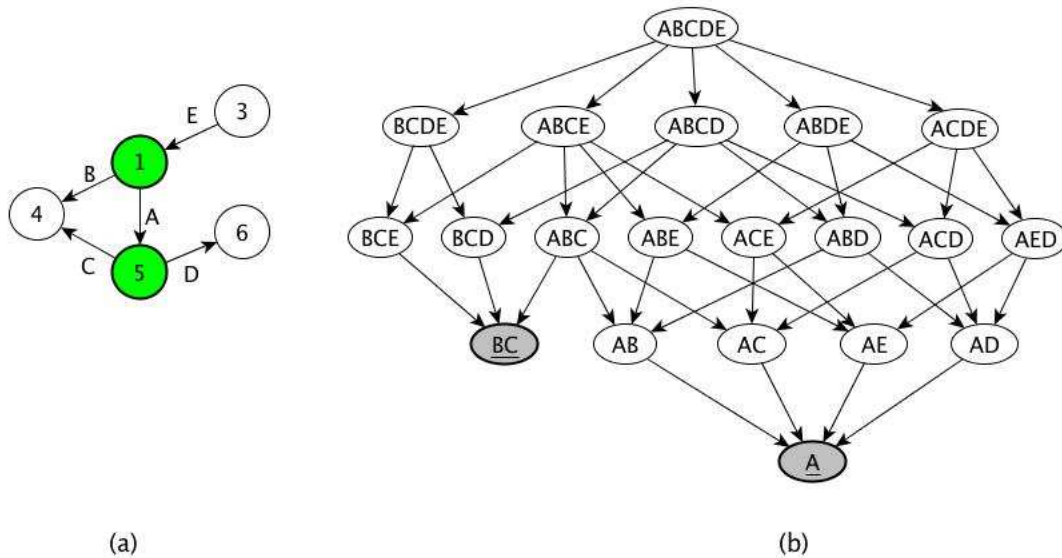 ABCDE
E 3
BCDE ABCE ABCD ABDE ACDE
1
B
4 A 6
BCE BCD ABC ABE ACE ABD ACD AED
C 5 D
BC AB AC AE AD
A
(a) (b)